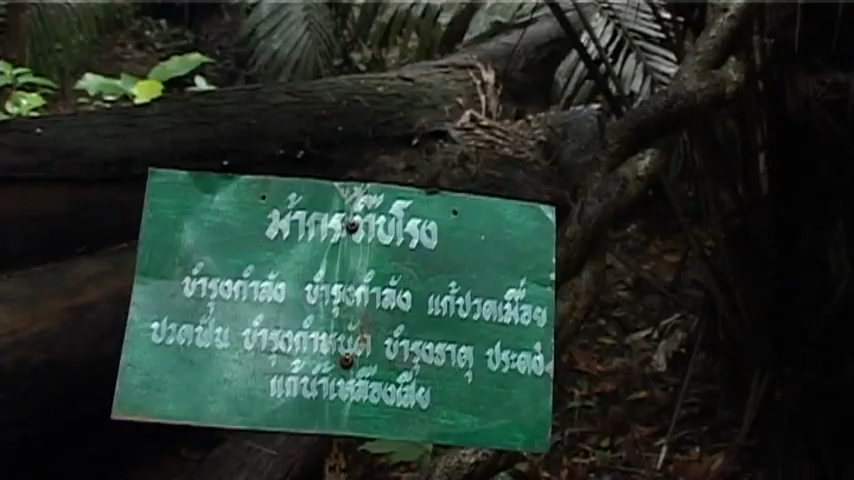 ม้ากระทืบโรง
บำรุงกำลัง บำรุงกำลัง แก้ปวดเมื่อย
ปวดฟัน บำรุงกำหนัด บำรุงธาตุ ประดง
แก้น้ำเหลืองเสีย